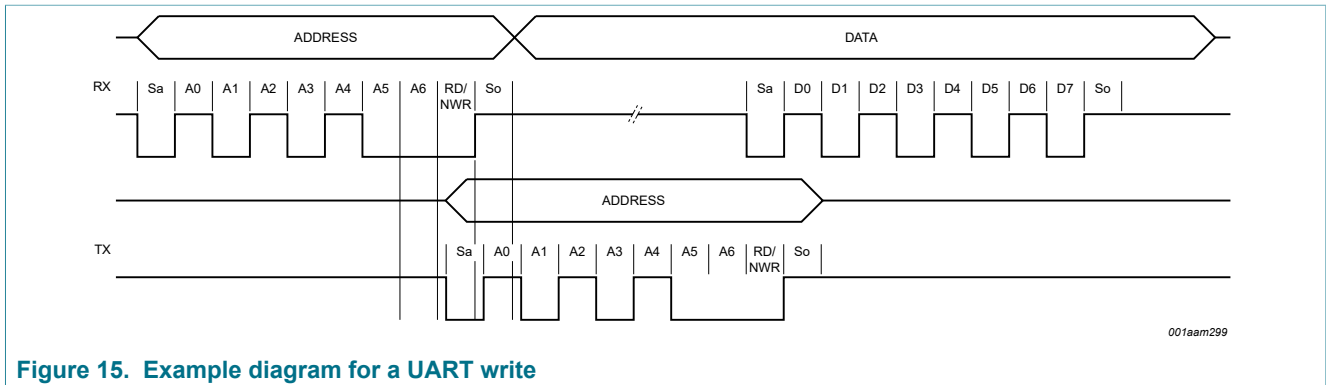 ADDRESS DATA
RX Sa A0 A1 A2 A3 A4 A5 A6 RD/ So Sa D0 D1 D2 D3 D4 D5 D6 D7 So
NWR
ADDRESS
TX Sa A0 A1 A2 A3 A4 A5 A6 RD/ So
NWR
001aam299
Figure 15. Example diagram for a UART write